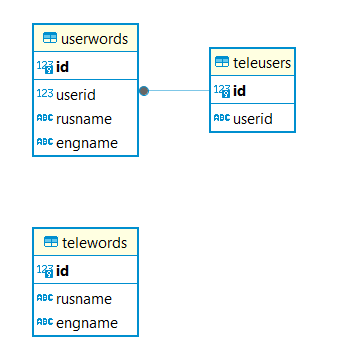 userwords
123 id
123 userid
ABC rusname
ABC engname
teleusers
123 id
ABC userid
telewords
123 id
ABC rusname
ABC engname